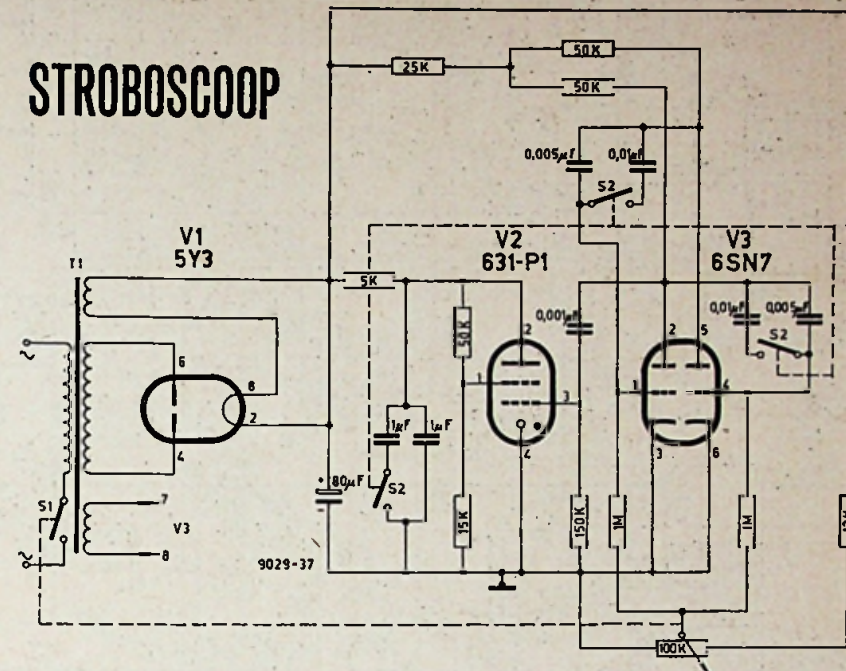 STROBOSCOOP
25K
50K
50K
0,005μF
0,01μF
S2
V1
5Y3
V2
631-P1
V3
6SN7
T1
5K
50K
0,001μF
0,01μF
0,005μF
S2
6
8
2
4
2
1
3
4
2
5
1
4
3
6
1μF
1μF
S2
+
80μF
-
S1
7
V3
8
15K
150K
1M
1M
9029-37
100K